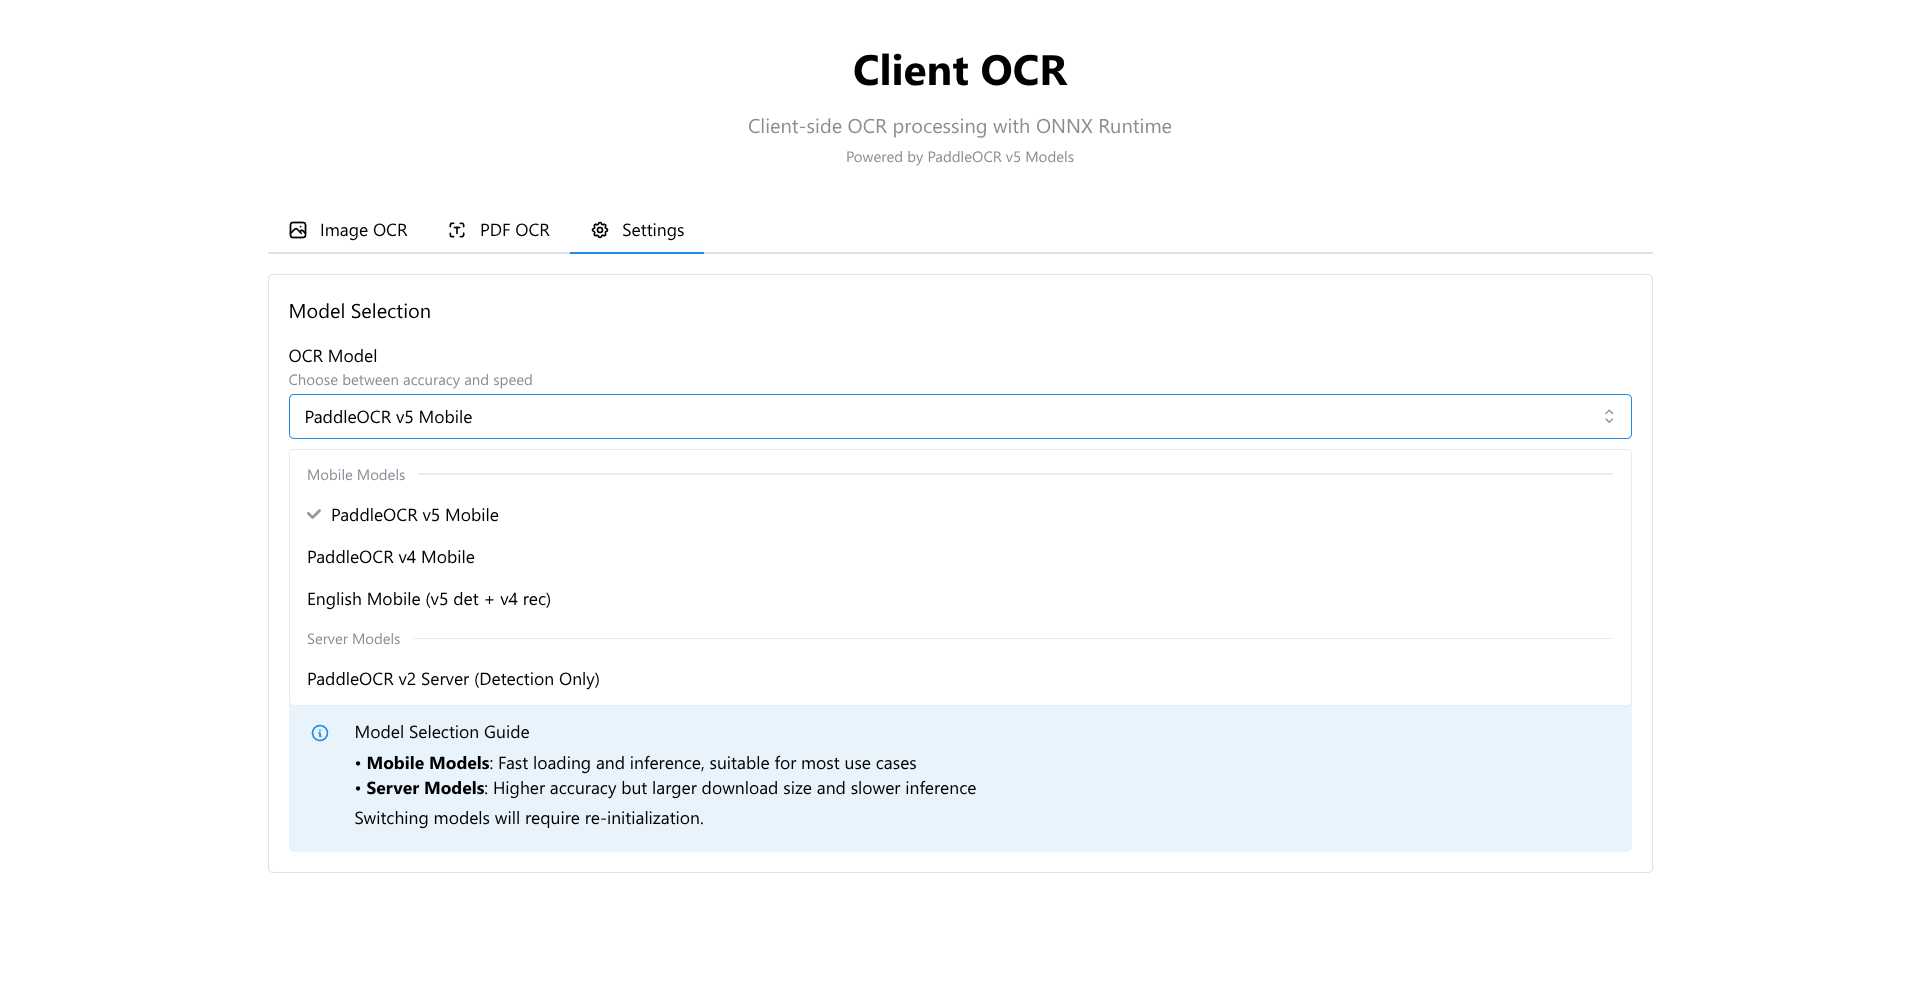 Client OCR
Client-side OCR processing with ONNX Runtime
Powered by PaddleOCR v5 Models
Image OCR
PDF OCR
Settings
Model Selection
OCR Model
Choose between accuracy and speed
PaddleOCR v5 Mobile
Mobile Models
PaddleOCR v5 Mobile
PaddleOCR v4 Mobile
English Mobile (v5 det + v4 rec)
Server Models
PaddleOCR v2 Server (Detection Only)
Model Selection Guide
• Mobile Models: Fast loading and inference, suitable for most use cases
• Server Models: Higher accuracy but larger download size and slower inference
Switching models will require re-initialization.